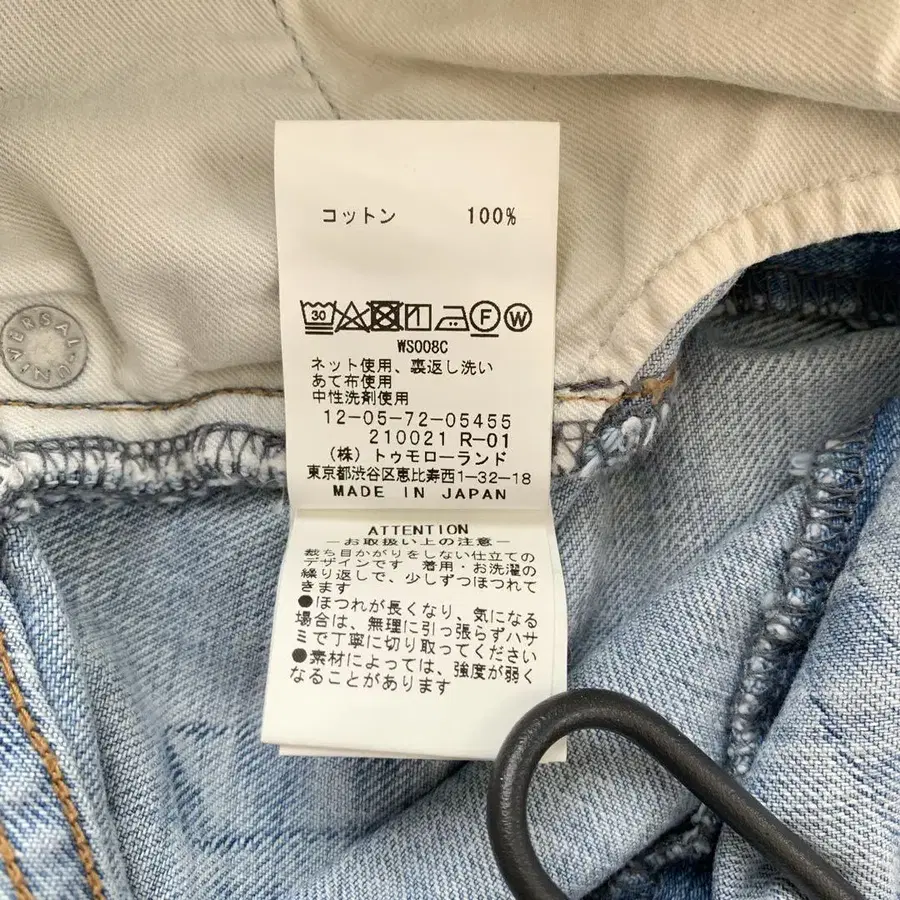 コットン 100%
30 1 F W
WS008C
ネット使用、裏返し洗い
あて布使用
中性洗剤使用
12-05-72-05455
210021 R-01
(株) トゥモローランド
東京都渋谷区恵比寿西1-32-18
MADE IN JAPAN
ATTENTION
—お取扱い上の注意—
裁ち目かがりをしない仕立ての
デザインです 着用・お洗濯の
繰り返しで、少しずつほつれて
きます
●ほつれが長くなり、気になる
場合は、無理に引っ張らずハサ
ミで丁寧に切り取ってください
●素材によっては、強度が弱く
なることがあります
UNIVERSAL